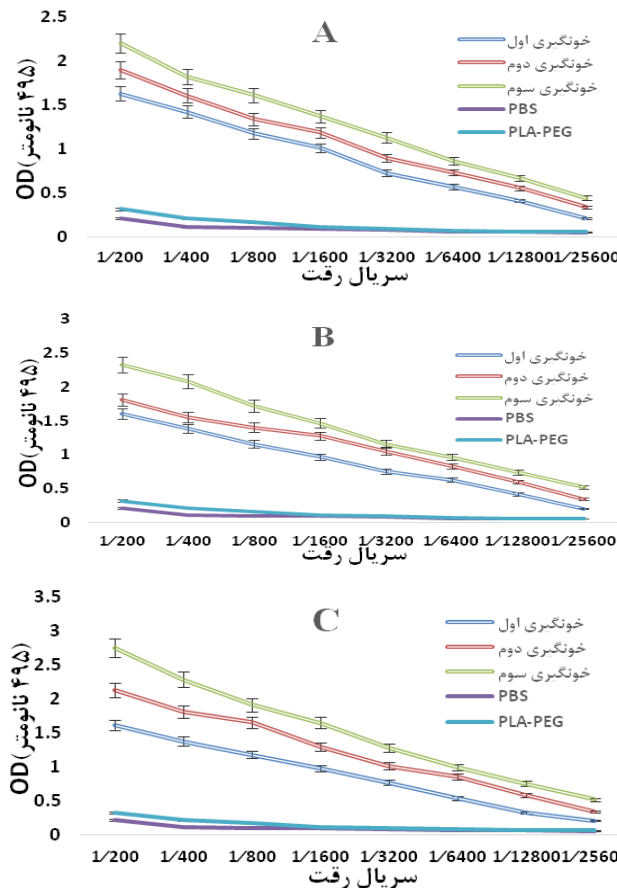 A
2.5
2
1.5
1
0.5
0
OD(۴۹۵ نانومتر)
خونگیری اول
خونگیری دوم
خونگیری سوم
PBS
PLA-PEG
1/200 1/400 1/800 1/1600 1/3200 1/6400 1/12800 1/25600
سریال رقت
B
3
2.5
2
1.5
1
0.5
0
OD(۴۹۵ نانومتر)
خونگیری اول
خونگیری دوم
خونگیری سوم
PBS
PLA-PEG
1/200 1/400 1/800 1/1600 1/3200 1/6400 1/12800 1/25600
سریال رقت
C
3.5
3
2.5
2
1.5
1
0.5
0
OD(۴۹۵ نانومتر)
خونگیری اول
خونگیری دوم
خونگیری سوم
PBS
PLA-PEG
1/200 1/400 1/800 1/1600 1/3200 1/6400 1/12800 1/2560
سریال رقت